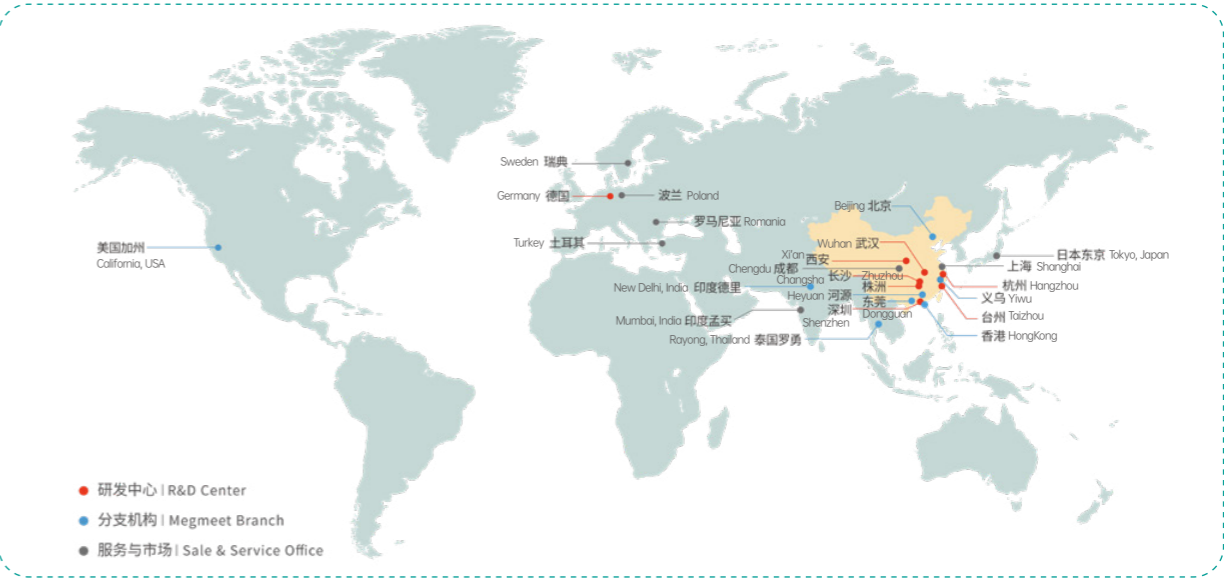 Sweden 瑞典
Germany 德国
波兰 Poland
罗马尼亚 Romania
Turkey 土耳其
美国加州
California, USA
Beijing 北京
Wuhan 武汉
Xi'an 西安
Chengdu 成都
Changsha 长沙
Zhuzhou
株洲
New Delhi, India 印度德里
Heyuan 河源
东莞
Dongguan
深圳
Shenzhen
Mumbai, India 印度孟买
Rayong, Thailand 泰国罗勇
日本东京 Tokyo, Japan
上海 Shanghai
杭州 Hangzhou
义乌 Yiwu
台州 Taizhou
香港 HongKong
研发中心 | R&D Center
分支机构 | Megmeet Branch
服务与市场 | Sale & Service Office